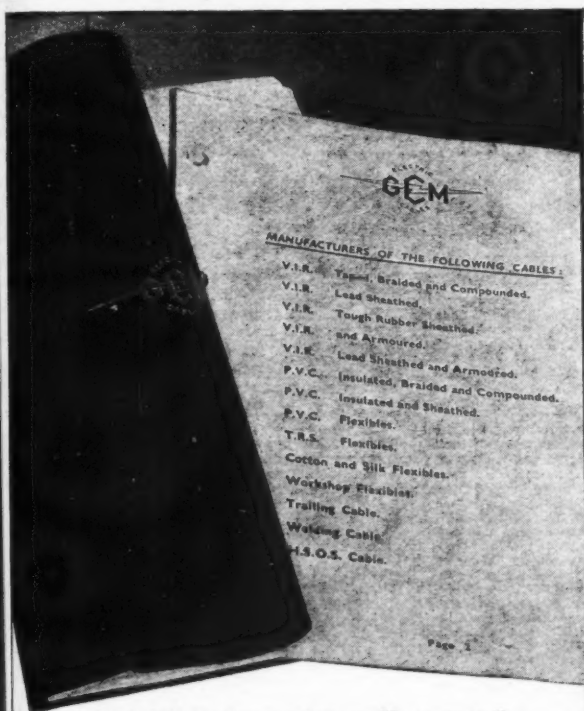 ELECTRIC
GEM
MANUFACTURERS OF THE FOLLOWING CABLES:
V.I.R. Taped, Braided and Compounded.
V.I.R. Lead Sheathed.
V.I.R. Tough Rubber Sheathed.
V.I.R. and Armoured.
V.I.R. Lead Sheathed and Armoured.
P.V.C. Insulated, Braided and Compounded.
P.V.C. Insulated and Sheathed.
P.V.C. Flexibles.
T.R.S. Flexibles.
Cotton and Silk Flexibles.
Workshop Flexibles.
Trailing Cable.
Welding Cable.
H.S.O.S. Cable.
Page